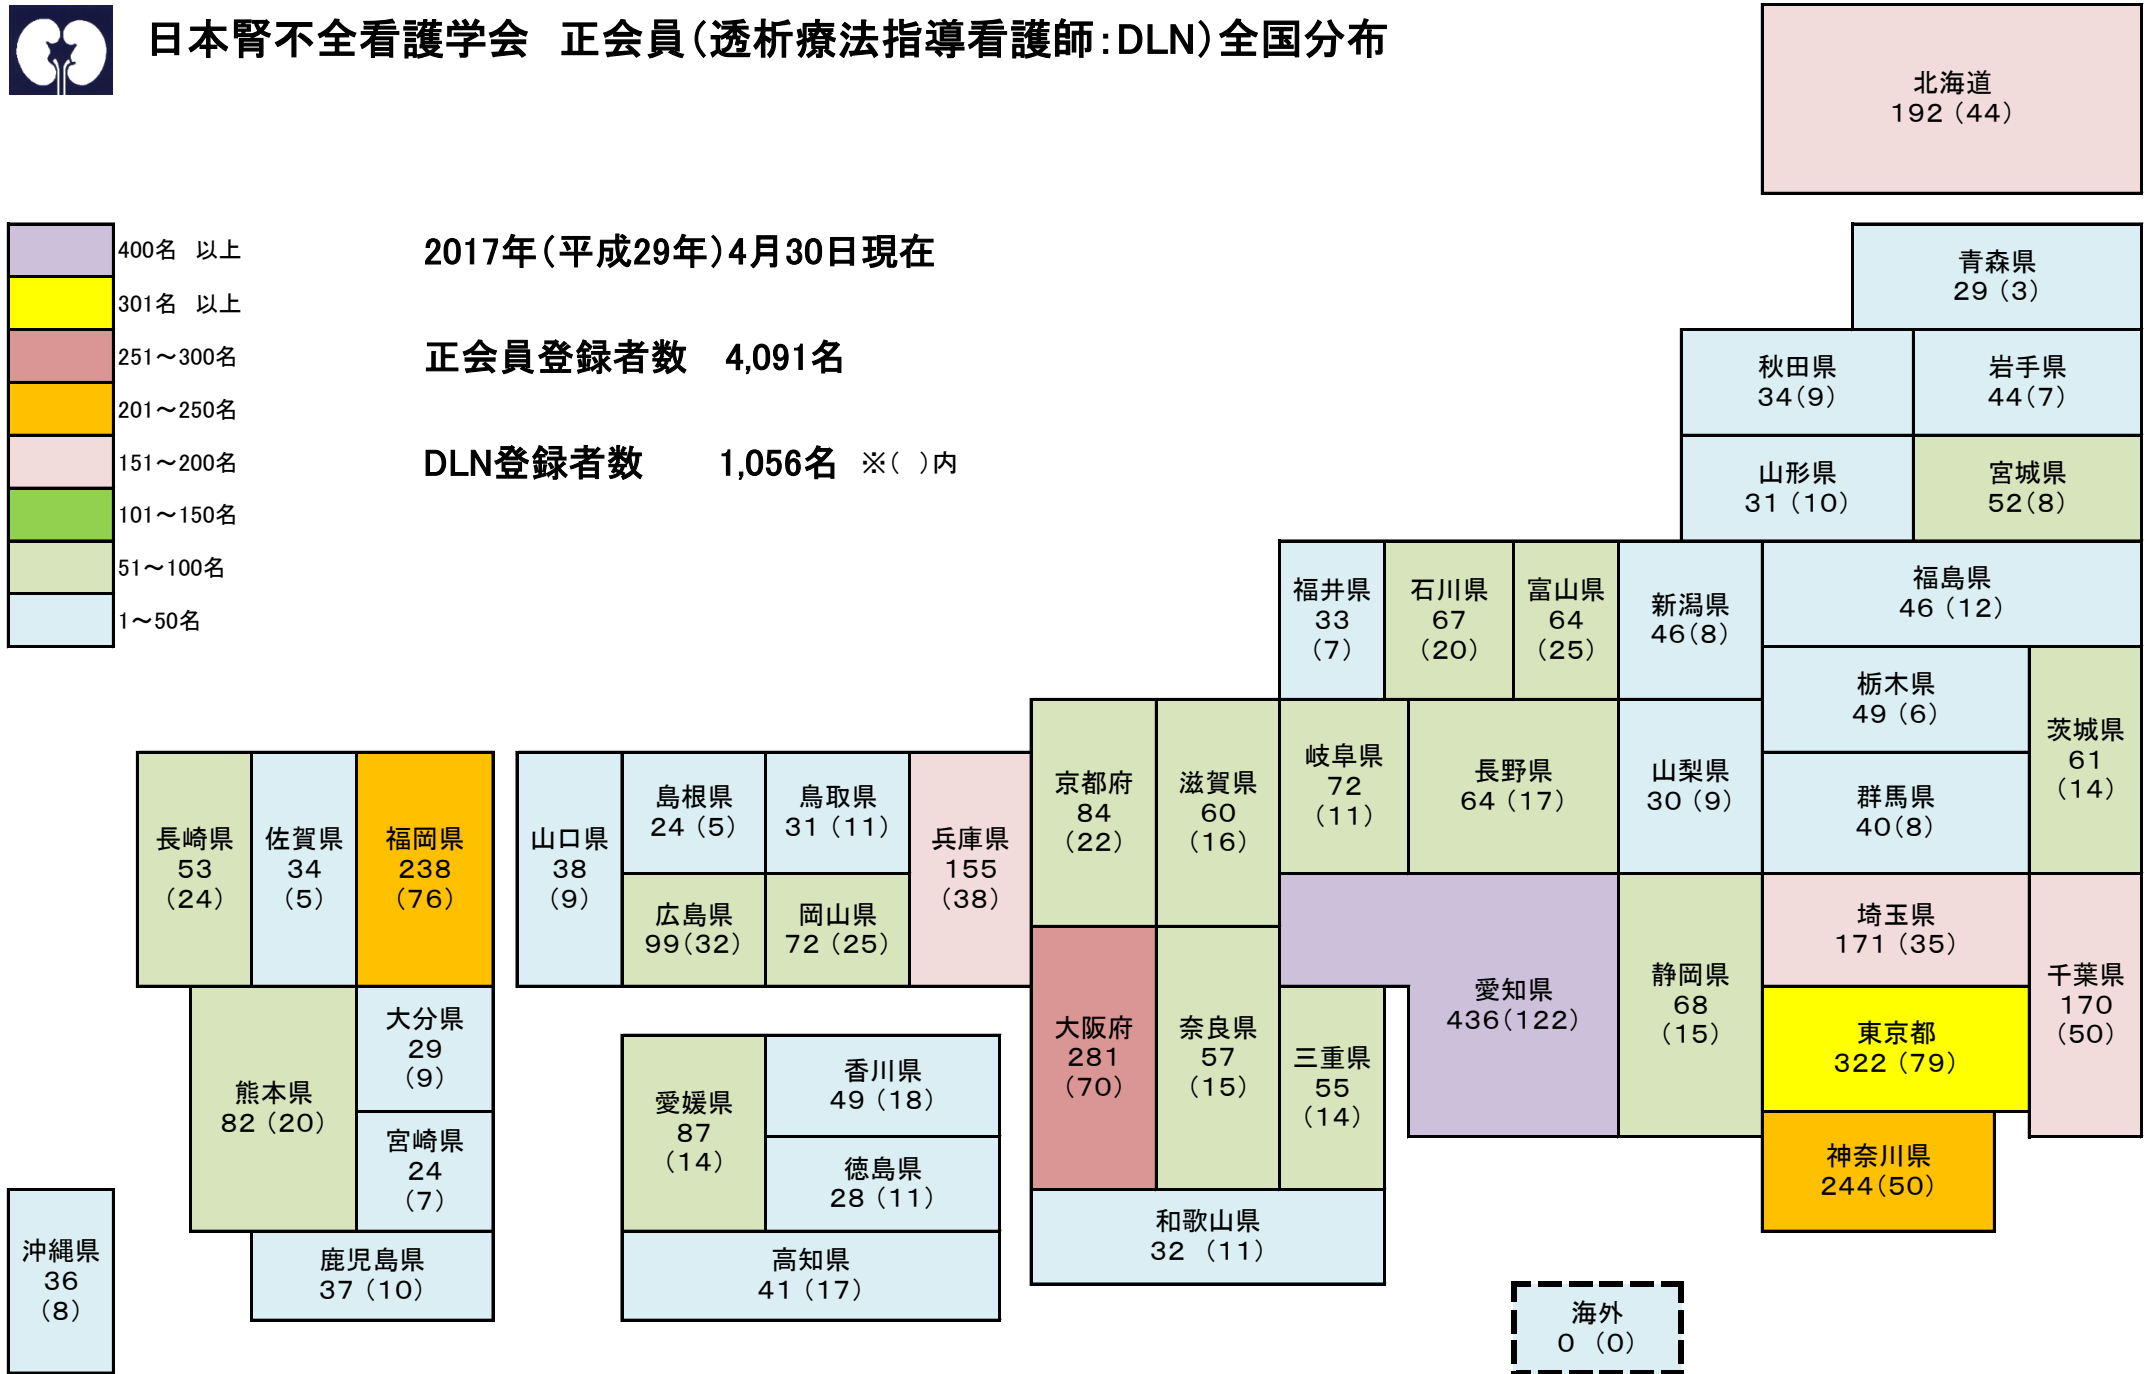 日本腎不全看護学会　正会員（透析療法指導看護師：DLN）全国分布
北海道
192（44）
400名　以上
301名　以上
251～300名
201～250名
151～200名
101～150名
51～100名
1～50名
2017年（平成29年）4月30日現在
正会員登録者数　4,091名
DLN登録者数　1,056名　※（　）内
青森県
29（3）
秋田県
34（9）
岩手県
44（7）
山形県
31（10）
宮城県
52（8）
福井県
33
（7）
石川県
67
（20）
富山県
64
（25）
新潟県
46（8）
福島県
46（12）
栃木県
49（6）
茨城県
61
（14）
群馬県
40（8）
京都府
84
（22）
滋賀県
60
（16）
岐阜県
72
（11）
長野県
64（17）
山梨県
30（9）
長崎県
53
（24）
佐賀県
34
（5）
福岡県
238
（76）
山口県
38
（9）
島根県
24（5）
鳥取県
31（11）
兵庫県
155
（38）
広島県
99（32）
岡山県
72（25）
埼玉県
171（35）
千葉県
170
（50）
愛知県
436（122）
静岡県
68
（15）
東京都
322（79）
神奈川県
244（50）
大阪府
281
（70）
奈良県
57
（15）
三重県
55
（14）
和歌山県
32 （11）
熊本県
82（20）
大分県
29
（9）
宮崎県
24
（7）
鹿児島県
37（10）
愛媛県
87
（14）
香川県
49（18）
徳島県
28（11）
高知県
41（17）
沖縄県
36
（8）
海外
0 （0）